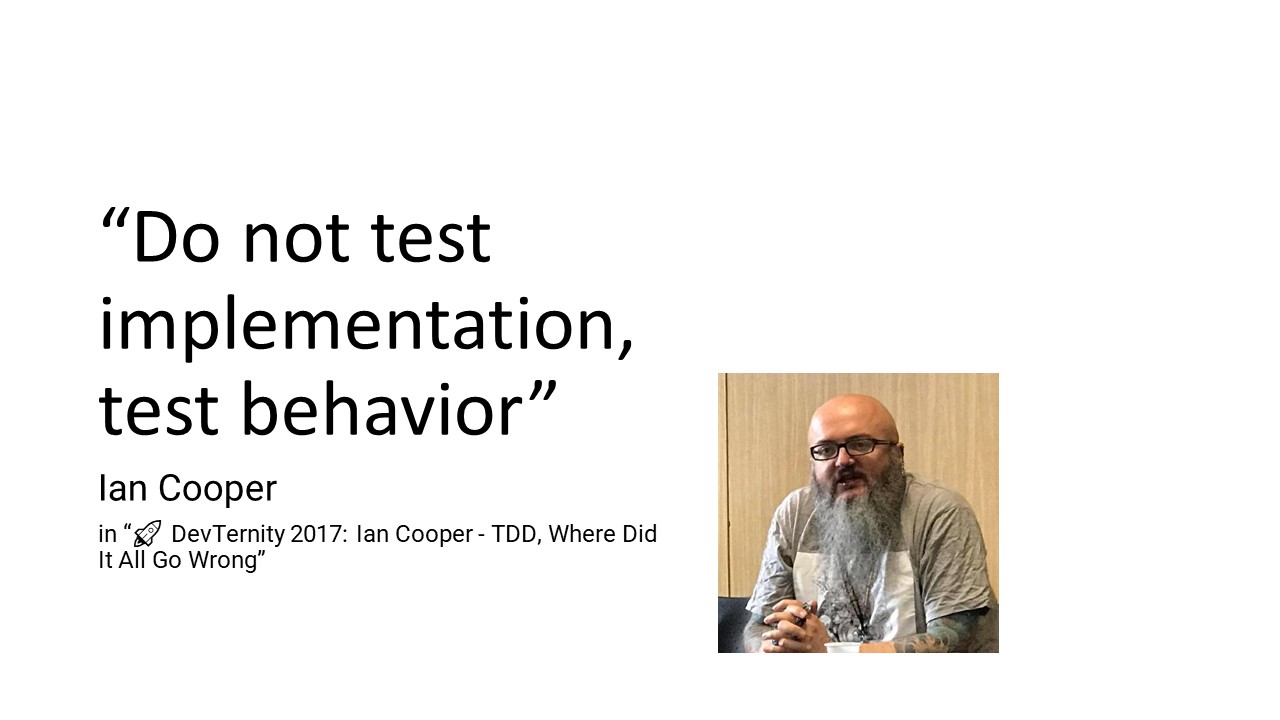 “Do not test
implementation,
test behavior”
Ian Cooper
in “🚀 DevTernity 2017: Ian Cooper - TDD, Where Did
It All Go Wrong”